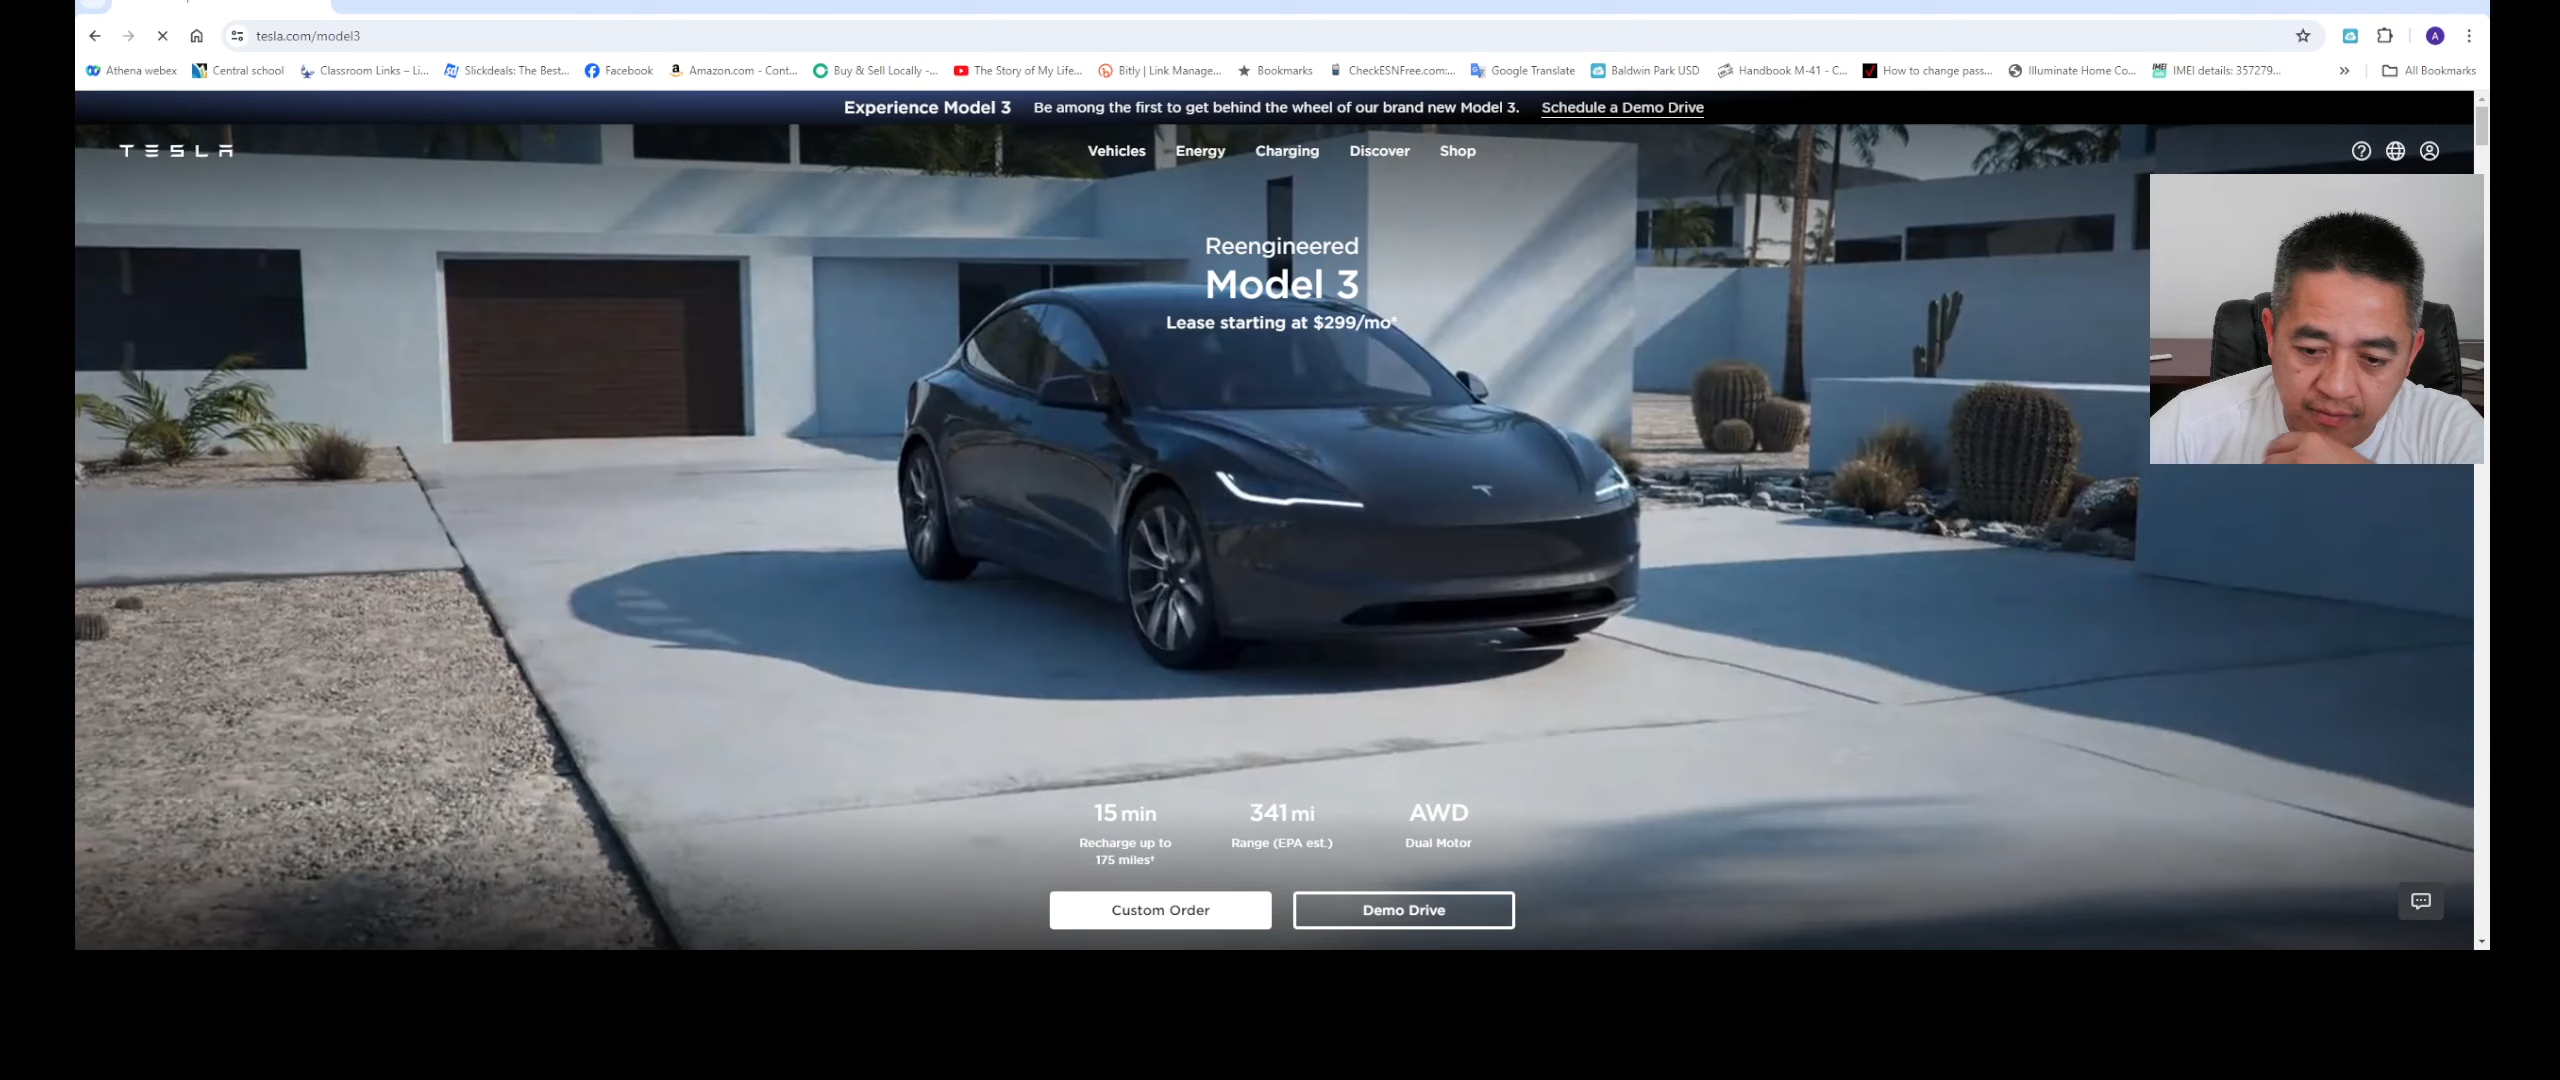 tesla.com/model3
A
Athena webex
Central school
Classroom Links – Li...
Slickdeals: The Best...
Facebook
Amazon.com - Cont...
Buy & Sell Locally -...
The Story of My Life...
Bitly | Link Manage...
Bookmarks
CheckESNFree.com:...
Google Translate
Baldwin Park USD
Handbook M-41 - C...
How to change pass...
Illuminate Home Co...
IMEI details: 357279...
All Bookmarks
Experience Model 3 Be among the first to get behind the wheel of our brand new Model 3. Schedule a Demo Drive
TESLA
Vehicles Energy Charging Discover Shop
Reengineered
Model 3
Lease starting at $299/mo*
15 min
Recharge up to
175 miles†
341 mi
Range (EPA est.)
AWD
Dual Motor
Custom Order
Demo Drive